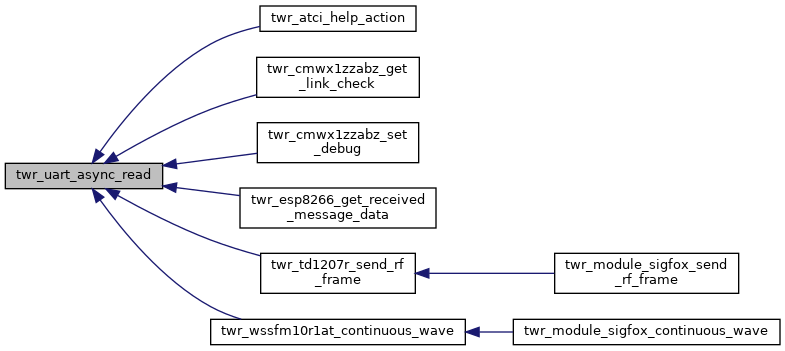 twr_atci_help_action
twr_cmwx1zzabz_get
_link_check
twr_cmwx1zzabz_set
_debug
twr_uart_async_read
twr_esp8266_get_received
_message_data
twr_td1207r_send_rf
_frame
twr_module_sigfox_send
_rf_frame
twr_wssfm10r1at_continuous_wave
twr_module_sigfox_continuous_wave